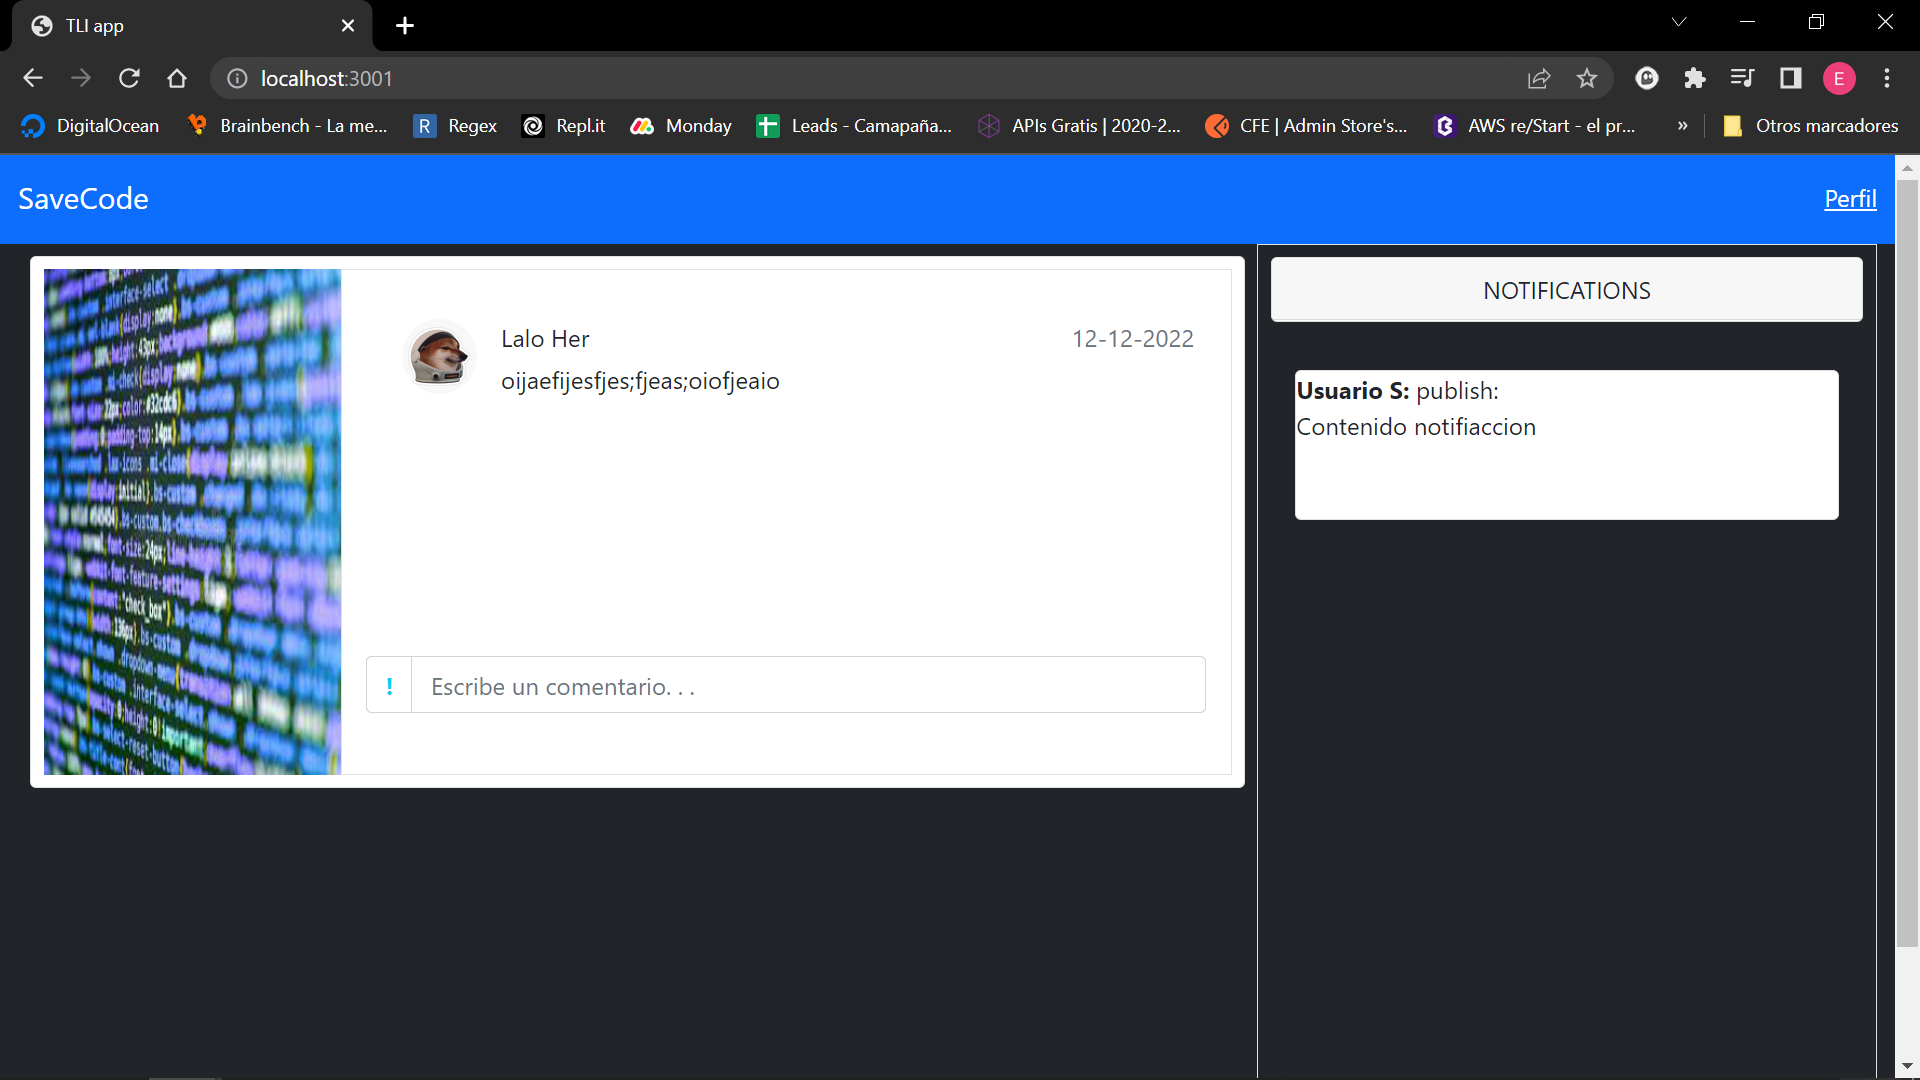 TLI app
localhost:3001
E
DigitalOcean
Brainbench - La me...
R Regex
Repl.it
Monday
Leads - Camapaña...
APIs Gratis | 2020-2...
CFE | Admin Store's...
AWS re/Start - el pr...
»
Otros marcadores
SaveCode
Perfil
Lalo Her
12-12-2022
oijaefijesfjes;fjeas;oiofjeaio
! Escribe un comentario. . .
NOTIFICATIONS
Usuario S: publish:
Contenido notifiaccion